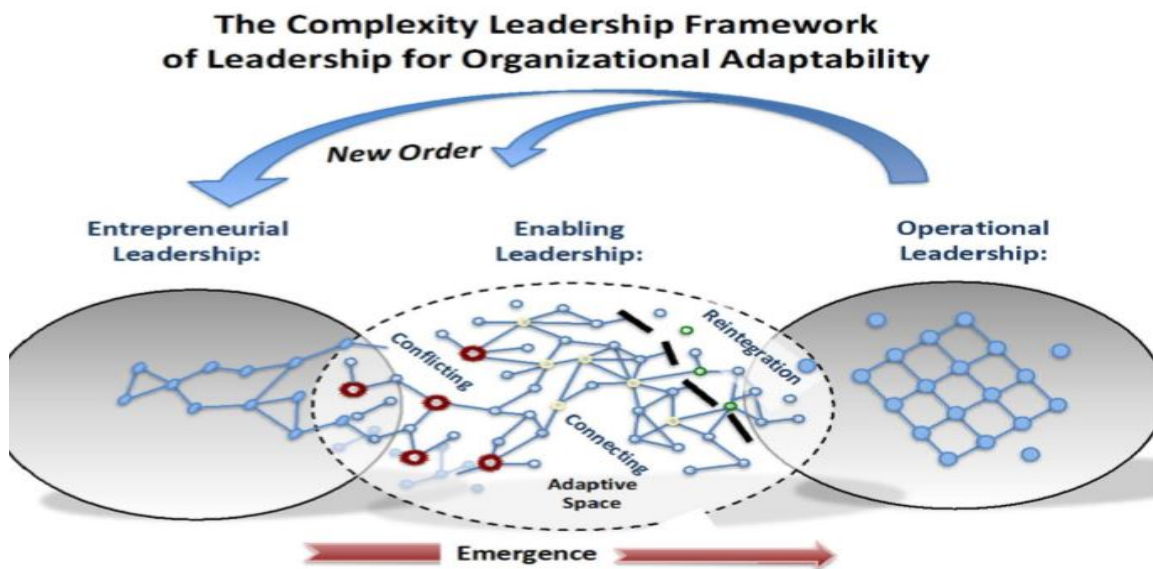 The Complexity Leadership Framework
of Leadership for Organizational Adaptability
New Order
Entrepreneurial
Leadership:
Enabling
Leadership:
Operational
Leadership:
Conflicting
Connecting
Reintegration
Adaptive
Space
Emergence